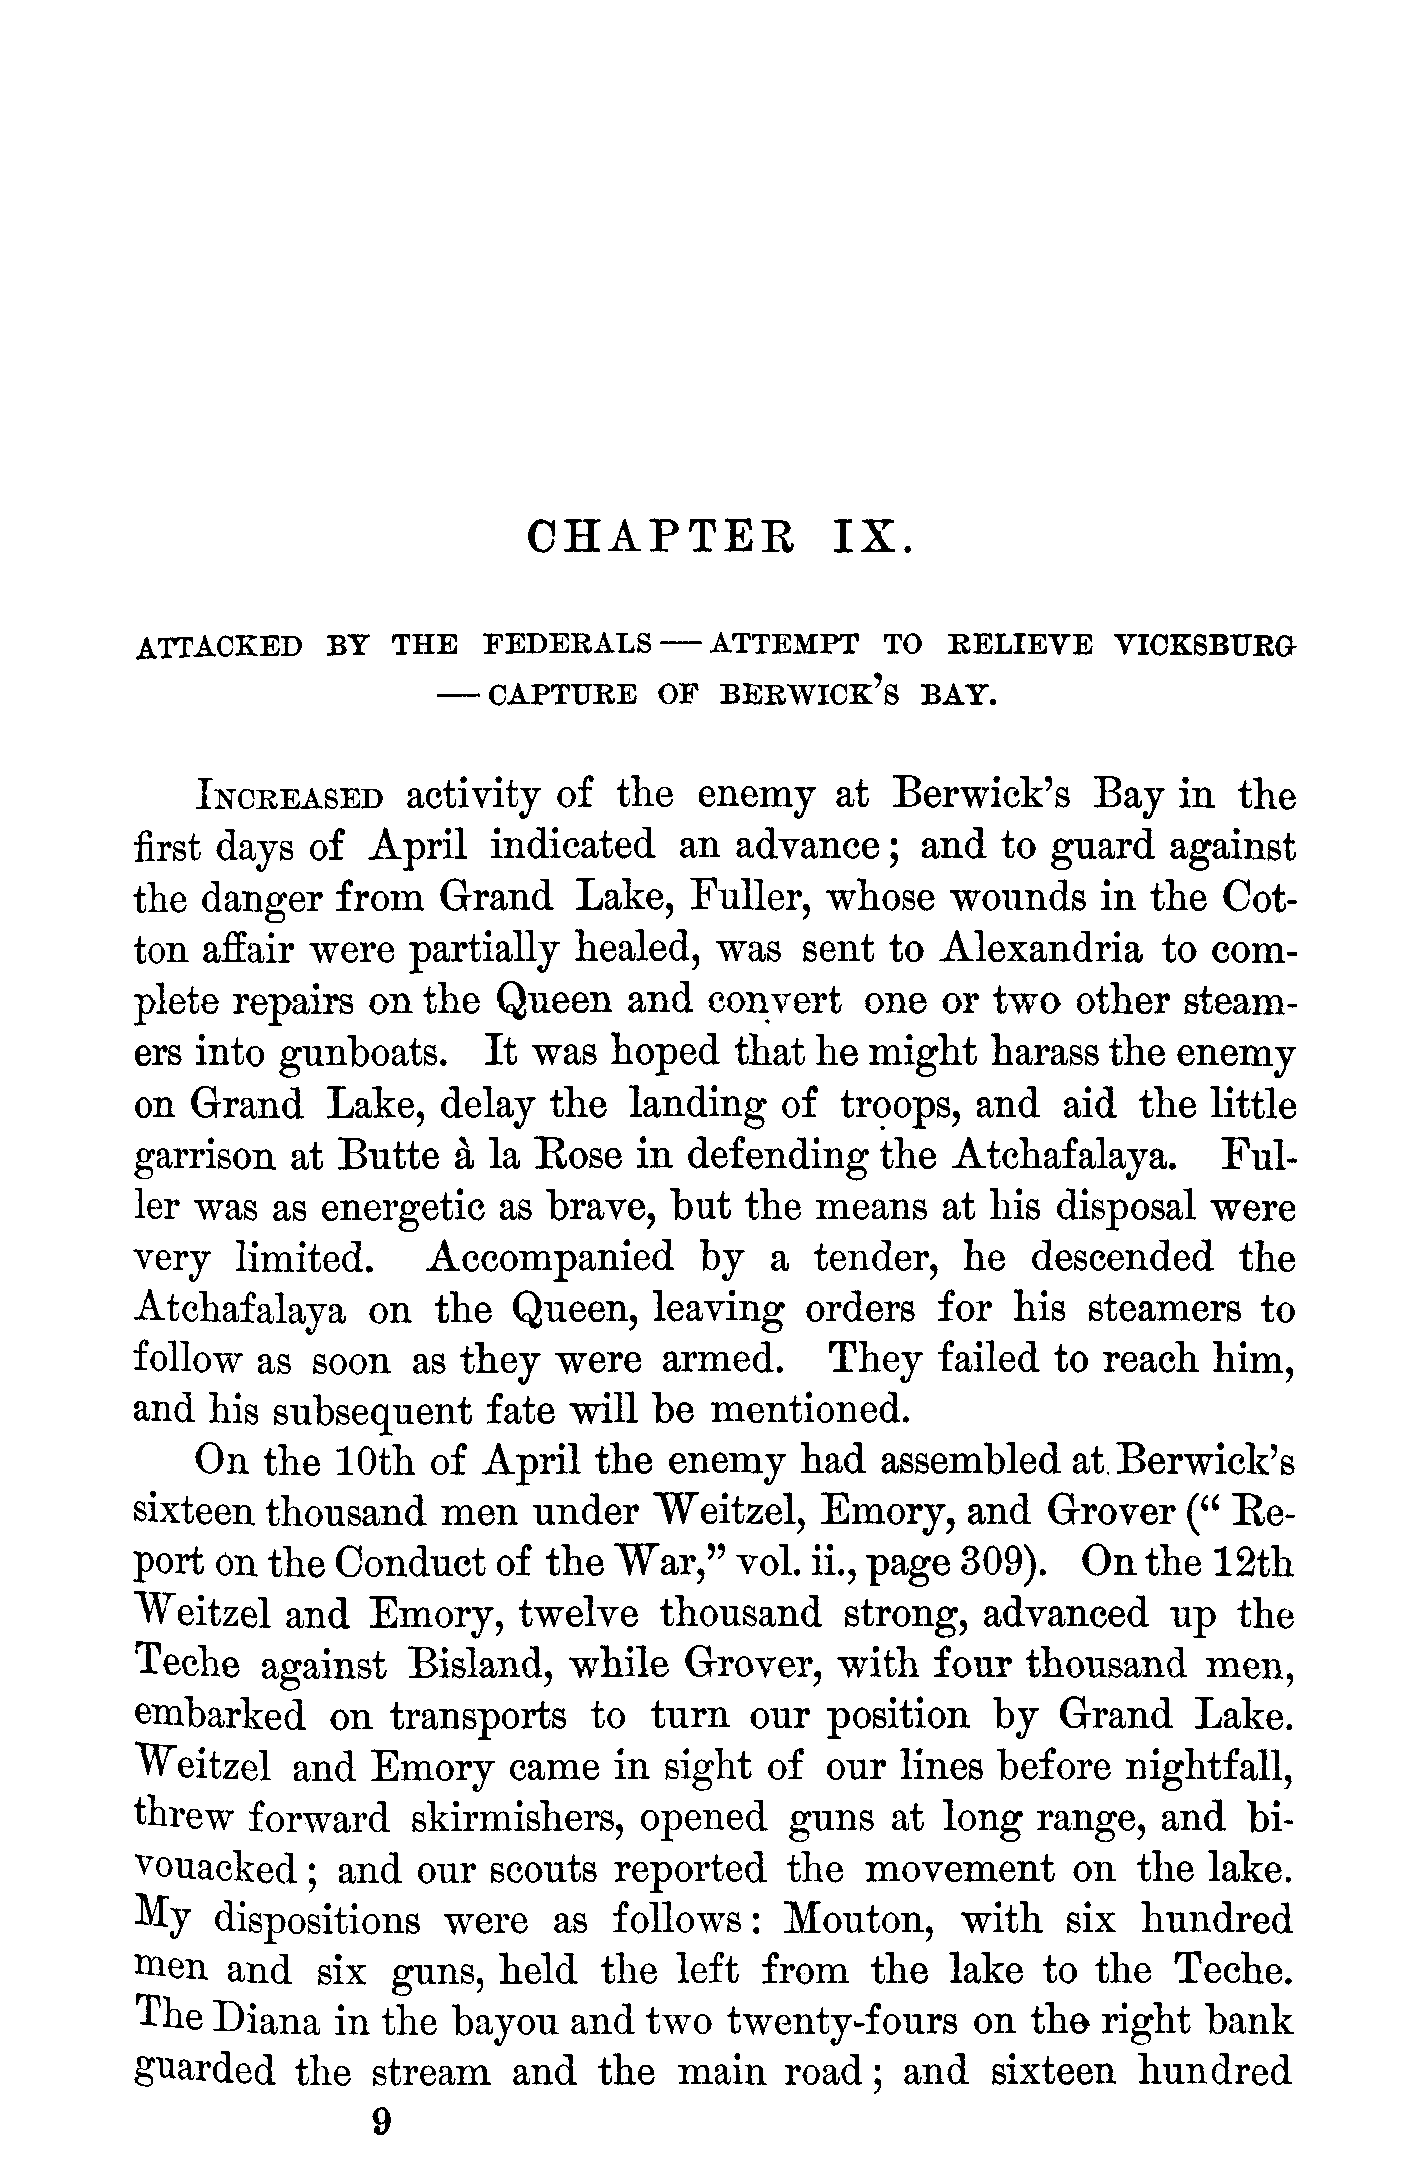 CHAPTER IX.
ATTACKED BY THE FEDERALS — ATTEMPT TO RELIEVE VICKSBURG
— CAPTURE OF BERWICK'S BAY.
INCREASED activity of the enemy at Berwick's Bay in the
first days of April indicated an advance; and to guard against
the danger from Grand Lake, Fuller, whose wounds in the Cot-
ton affair were partially healed, was sent to Alexandria to com-
plete repairs on the Queen and convert one or two other steam-
ers into gunboats. It was hoped that he might harass the enemy
on Grand Lake, delay the landing of troops, and aid the little
garrison at Butte à la Rose in defending the Atchafalaya. Ful-
ler was as energetic as brave, but the means at his disposal were
very limited. Accompanied by a tender, he descended the
Atchafalaya on the Queen, leaving orders for his steamers to
follow as soon as they were armed. They failed to reach him,
and his subsequent fate will be mentioned.
On the 10th of April the enemy had assembled at Berwick's
sixteen thousand men under Weitzel, Emory, and Grover (“ Re-
port on the Conduct of the War,” vol. ii., page 309). On the 12th
Weitzel and Emory, twelve thousand strong, advanced up the
Teche against Bisland, while Grover, with four thousand men,
embarked on transports to turn our position by Grand Lake.
Weitzel and Emory came in sight of our lines before nightfall,
threw forward skirmishers, opened guns at long range, and bi-
vouacked; and our scouts reported the movement on the lake.
My dispositions were as follows: Mouton, with six hundred
men and six guns, held the left from the lake to the Teche.
The Diana in the bayou and two twenty-fours on the right bank
guarded the stream and the main road; and sixteen hundred
9